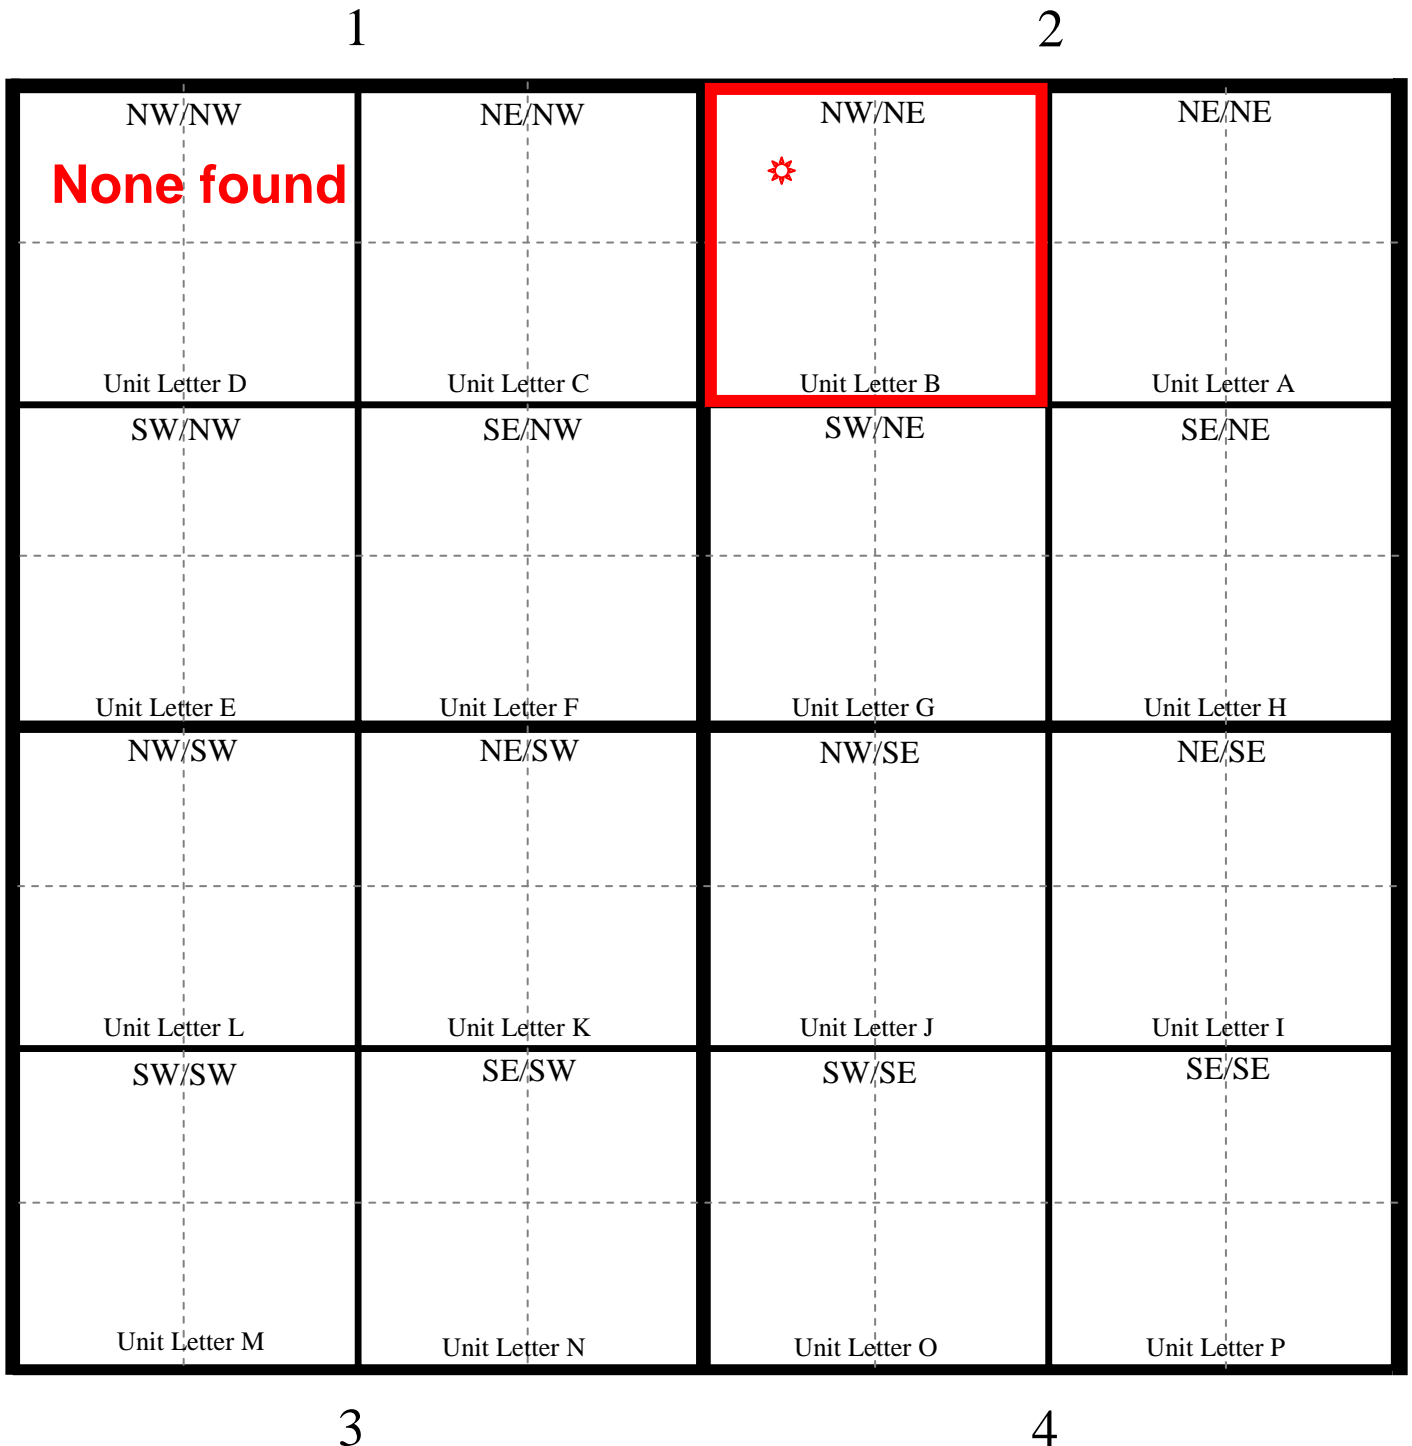 1 2
NW/NW NE/NW NW/NE NE/NE
None found
Unit Letter D Unit Letter C Unit Letter B Unit Letter A
SW/NW SE/NW SW/NE SE/NE
Unit Letter E Unit Letter F Unit Letter G Unit Letter H
NW/SW NE/SW NW/SE NE/SE
Unit Letter L Unit Letter K Unit Letter J Unit Letter I
SW/SW SE/SW SW/SE SE/SE
Unit Letter M Unit Letter N Unit Letter O Unit Letter P
3 4